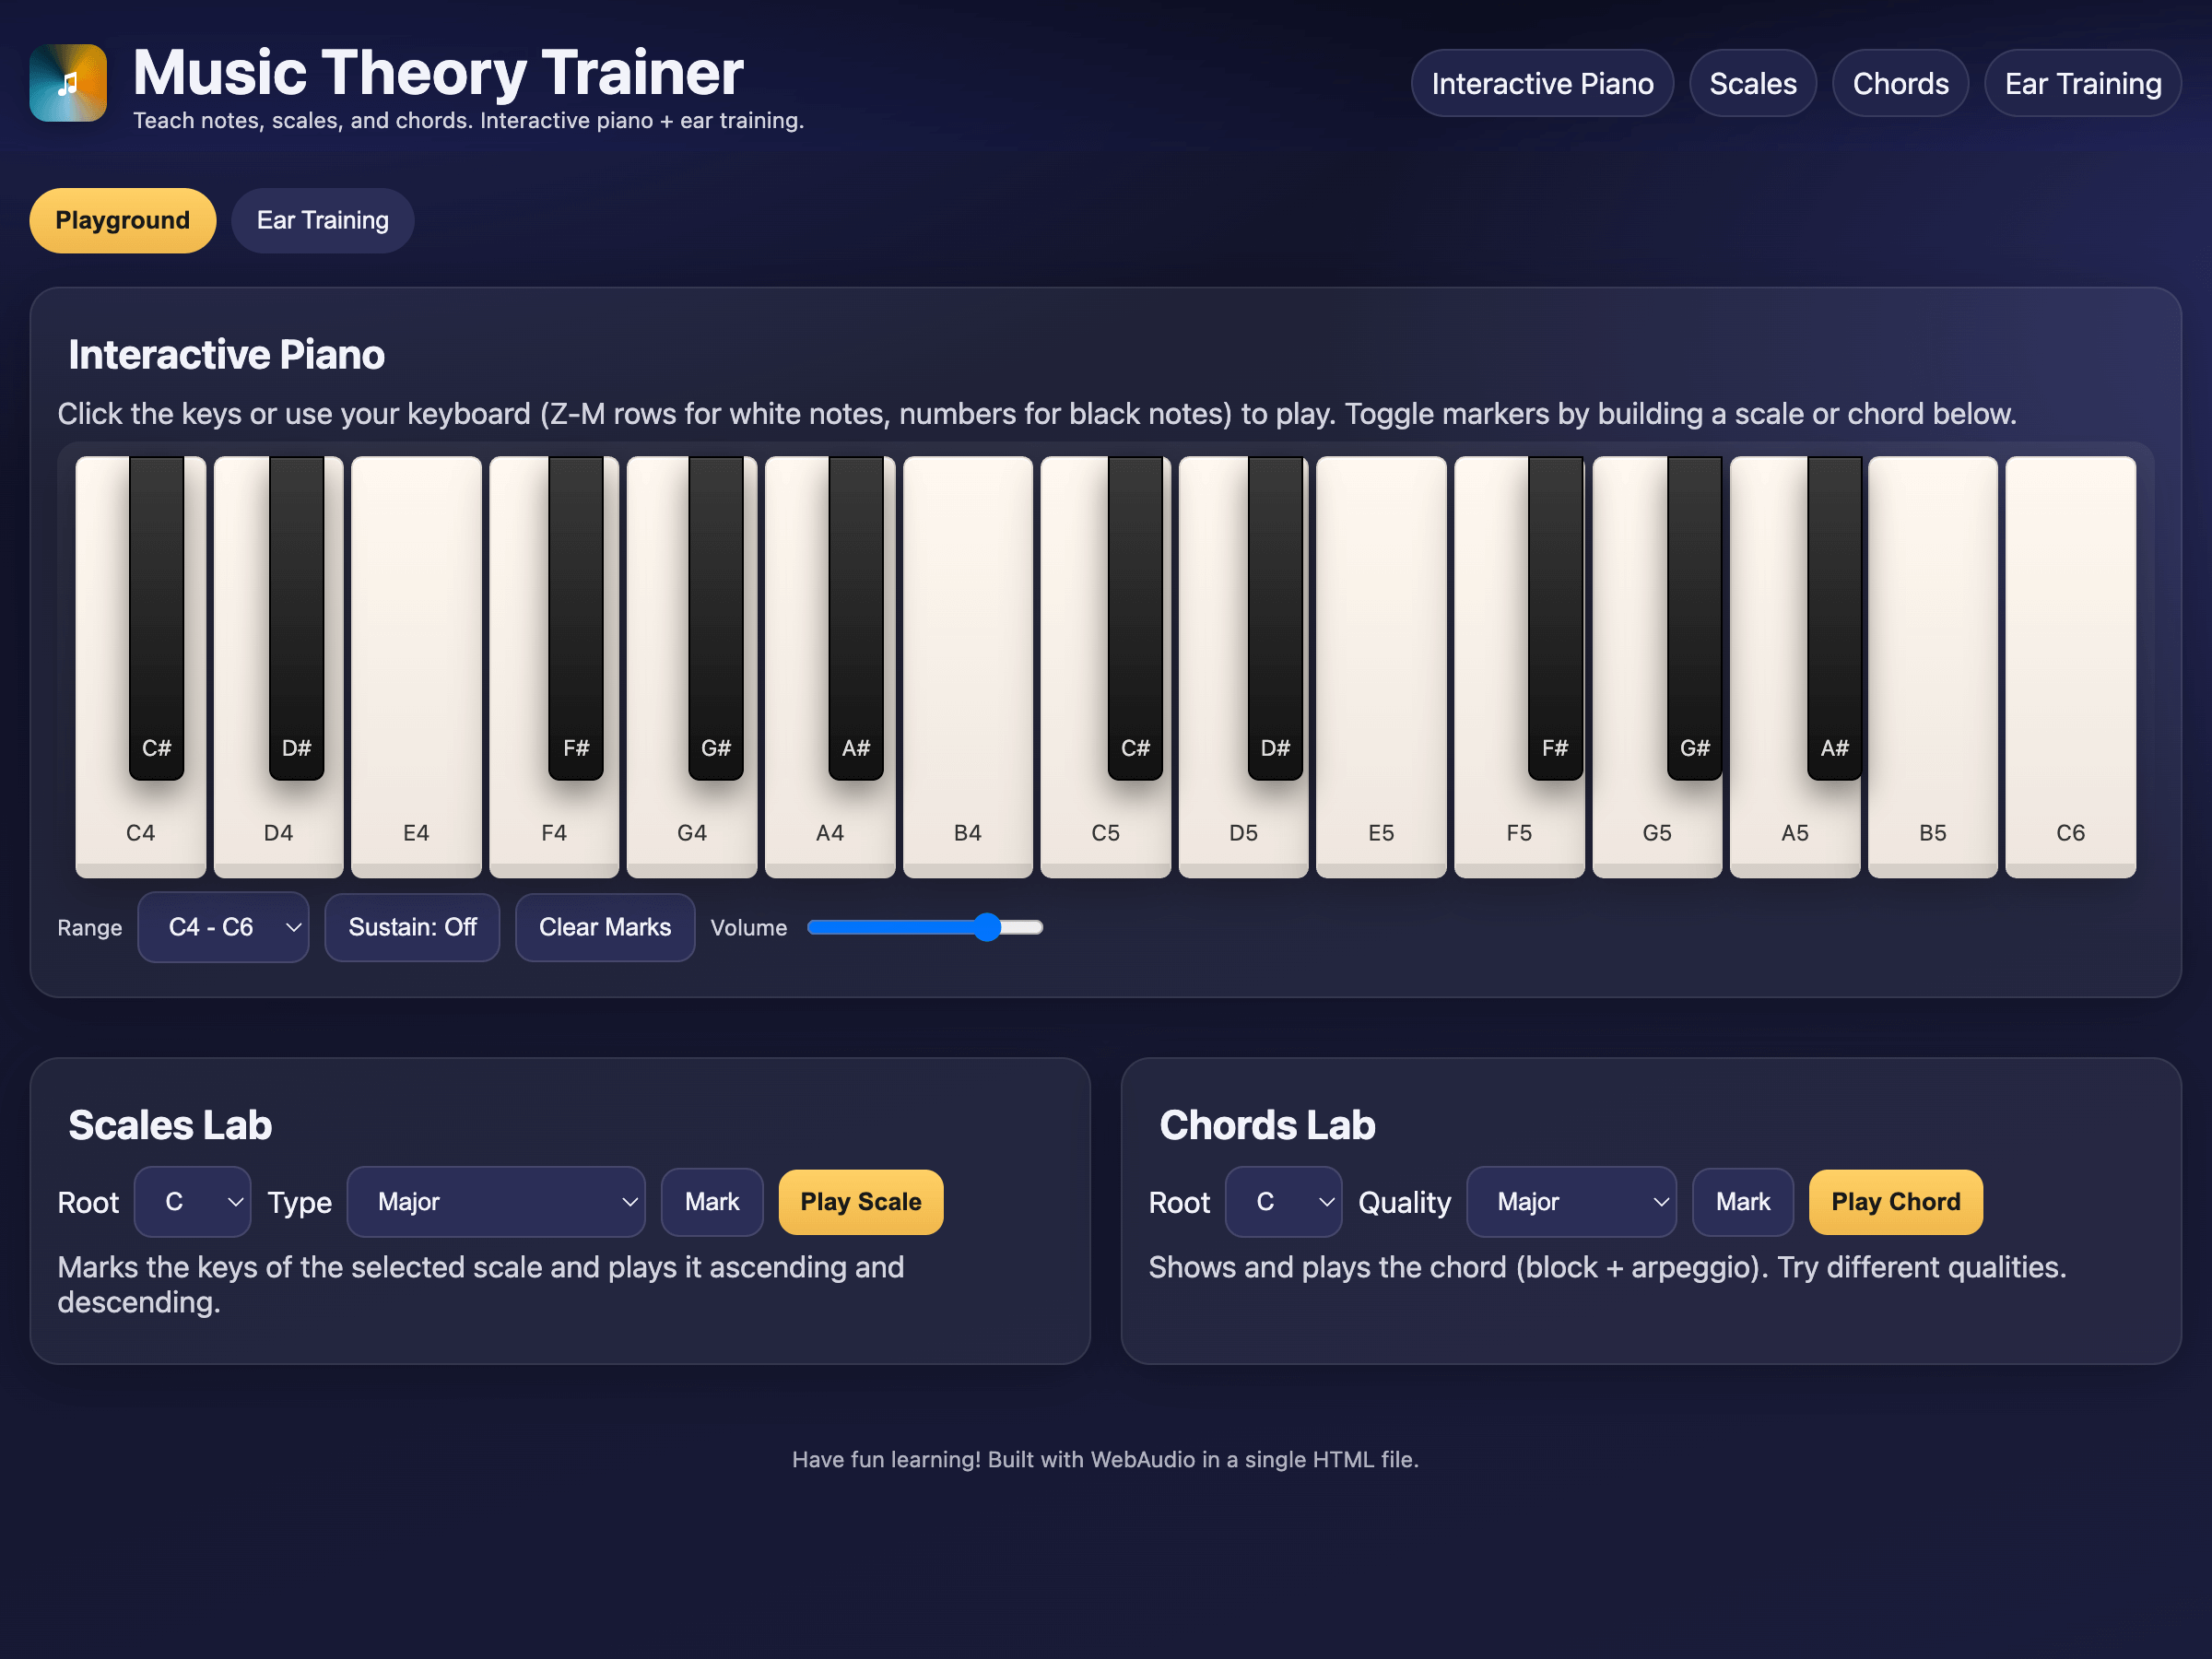 Music Theory Trainer
Teach notes, scales, and chords. Interactive piano + ear training.
Interactive Piano
Scales
Chords
Ear Training
Playground
Ear Training
Interactive Piano
Click the keys or use your keyboard (Z-M rows for white notes, numbers for black notes) to play. Toggle markers by building a scale or chord below.
C# D# F# G# A# C# D# F# G# A#
C4 D4 E4 F4 G4 A4 B4 C5 D5 E5 F5 G5 A5 B5 C6
Range C4 - C6 Sustain: Off Clear Marks Volume
Scales Lab
Root C Type Major Mark Play Scale
Marks the keys of the selected scale and plays it ascending and
descending.
Chords Lab
Root C Quality Major Mark Play Chord
Shows and plays the chord (block + arpeggio). Try different qualities.
Have fun learning! Built with WebAudio in a single HTML file.